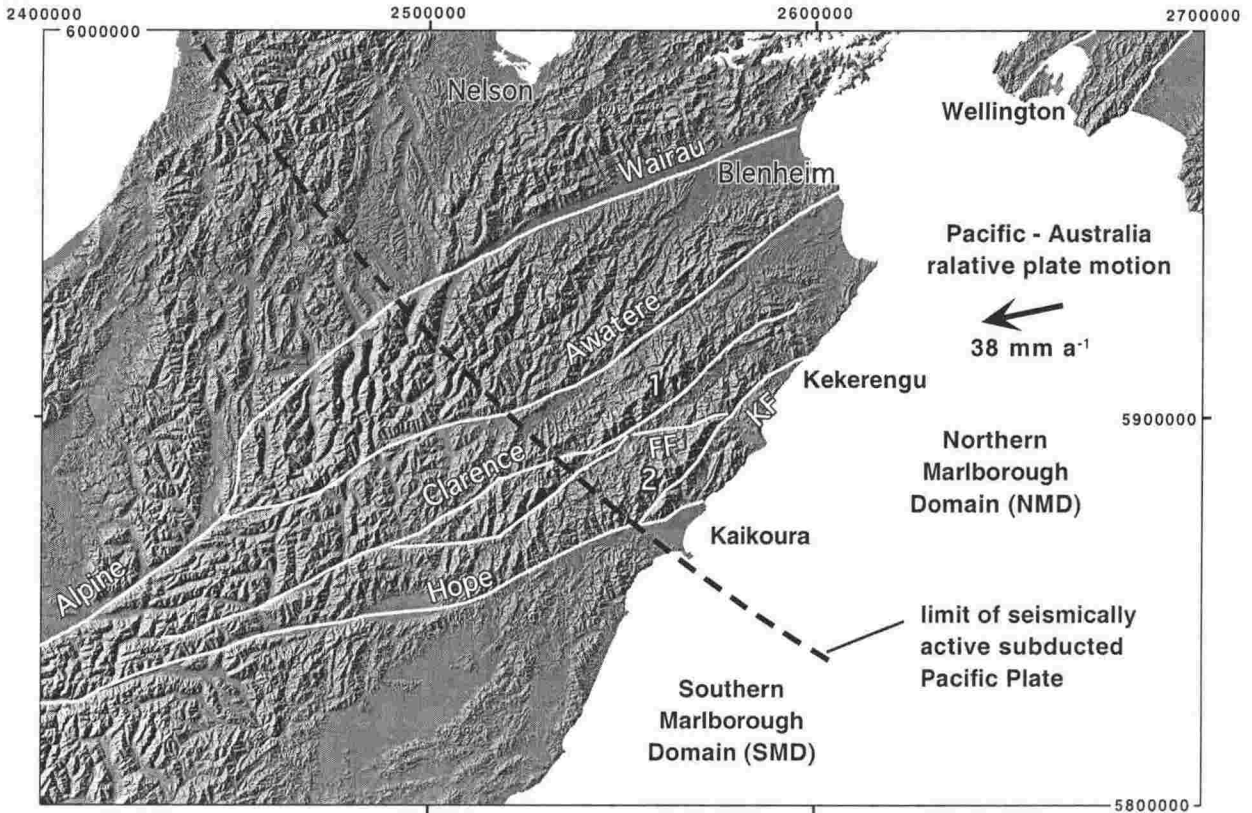 2400000
2500000
2600000
2700000
6000000
Nelson
Wellington
Wairau
Blenheim
Pacific - Australia
ralative plate motion
38 mm a-1
Awatere
1
Kekerengu
KF
5900000
FF
2
Clarence
Northern
Marlborough
Domain (NMD)
Kaikoura
Alpine
Hope
limit of seismically
active subducted
Pacific Plate
Southern
Marlborough
Domain (SMD)
5800000